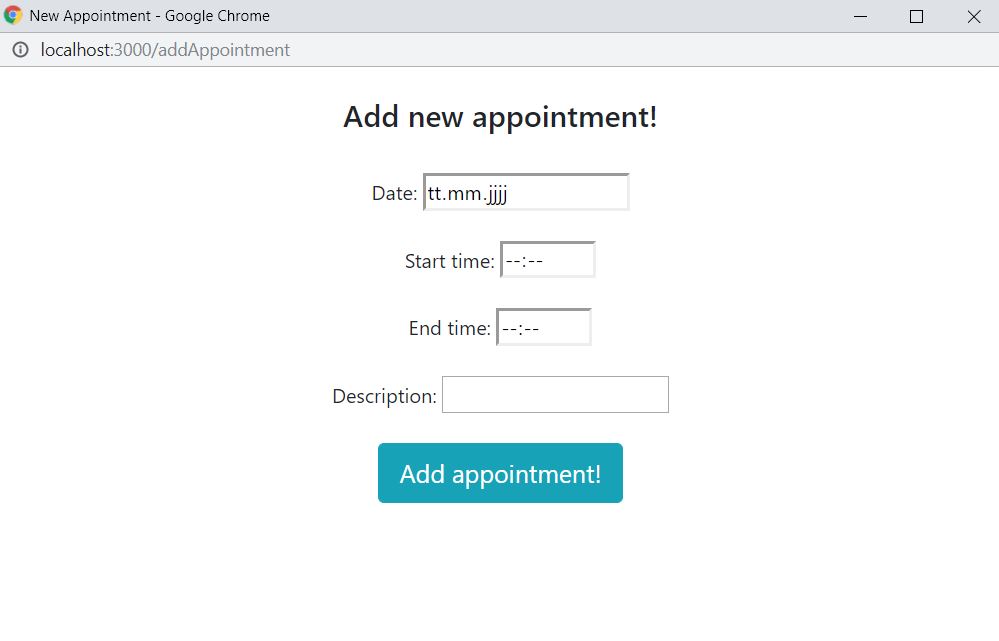 New Appointment - Google Chrome
localhost:3000/addAppointment
Add new appointment!
Date: tt.mm.jjjj
Start time: --:--
End time: --:--
Description:
Add appointment!